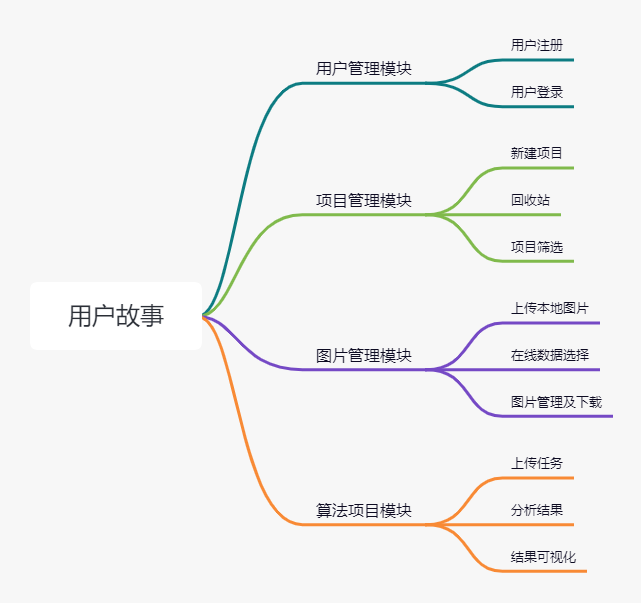 用户故事
用户管理模块
用户注册
用户登录
项目管理模块
新建项目
回收站
项目筛选
图片管理模块
上传本地图片
在线数据选择
图片管理及下载
算法项目模块
上传任务
分析结果
结果可视化